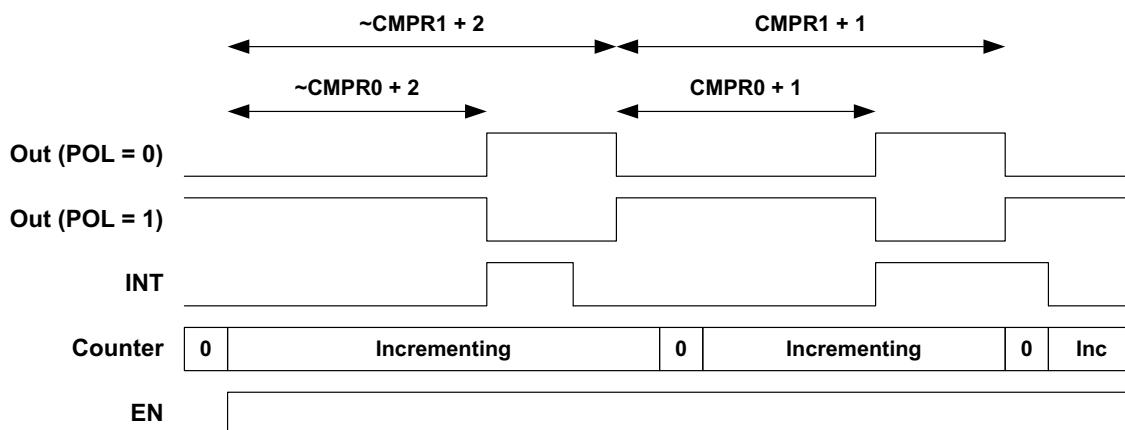 ~CMPR1 + 2 CMPR1 + 1
~CMPR0 + 2 CMPR0 + 1
Out (POL = 0)
Out (POL = 1)
INT
Counter 0 Incrementing 0 Incrementing 0 Inc
EN